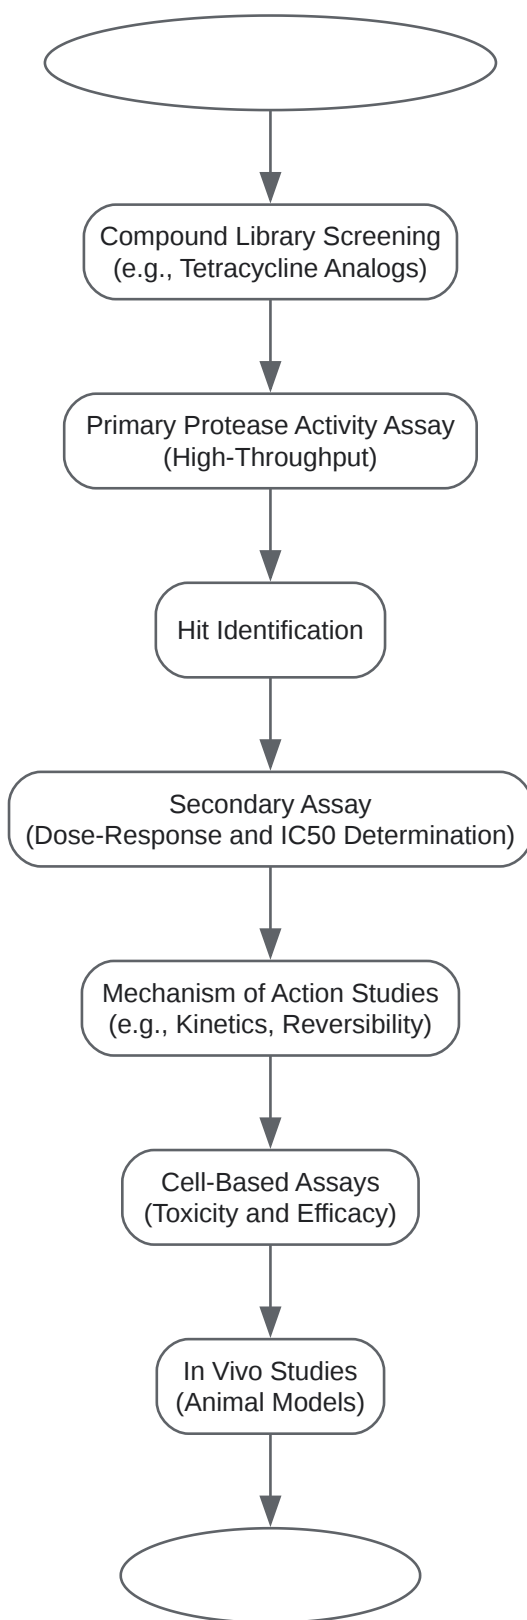 Compound Library Screening
(e.g., Tetracycline Analogs)
Primary Protease Activity Assay
(High-Throughput)
Hit Identification
Secondary Assay
(Dose-Response and IC50 Determination)
Mechanism of Action Studies
(e.g., Kinetics, Reversibility)
Cell-Based Assays
(Toxicity and Efficacy)
In Vivo Studies
(Animal Models)